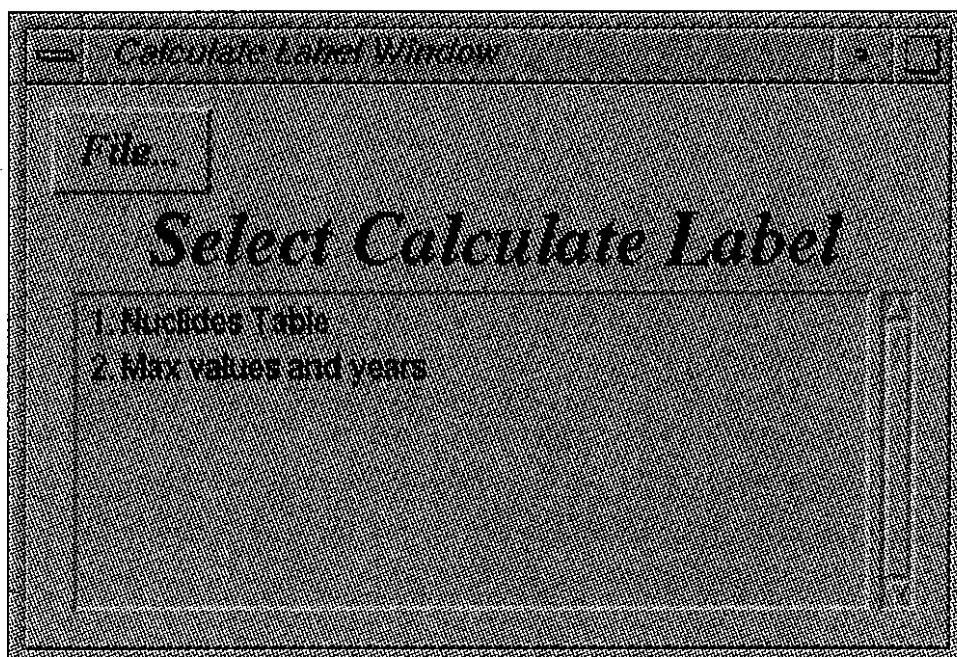 Calculate Label Window
File...
Select Calculate Label
1. Nuclides Table
2. Max values and years